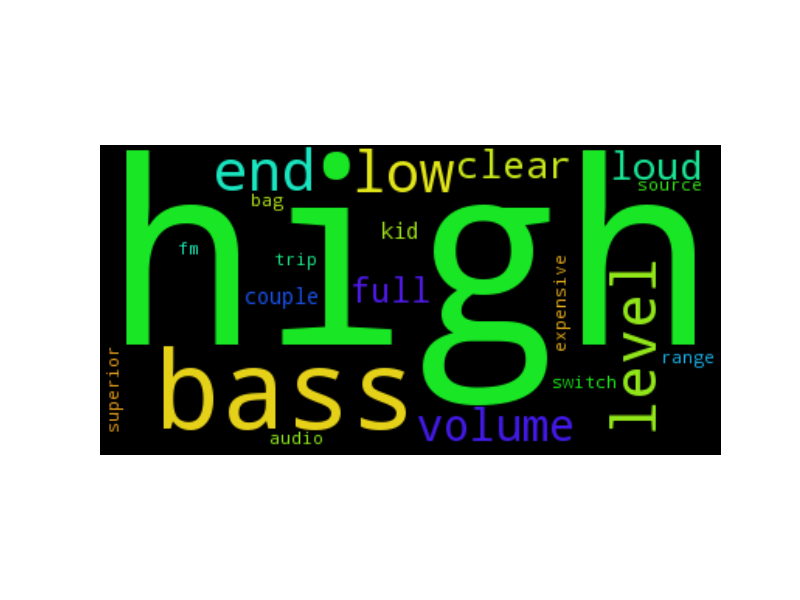 high
end
low
clear
loud
source
bag
kid
fm
trip
couple
full
expensive
level
range
superior
bass
switch
volume
audio